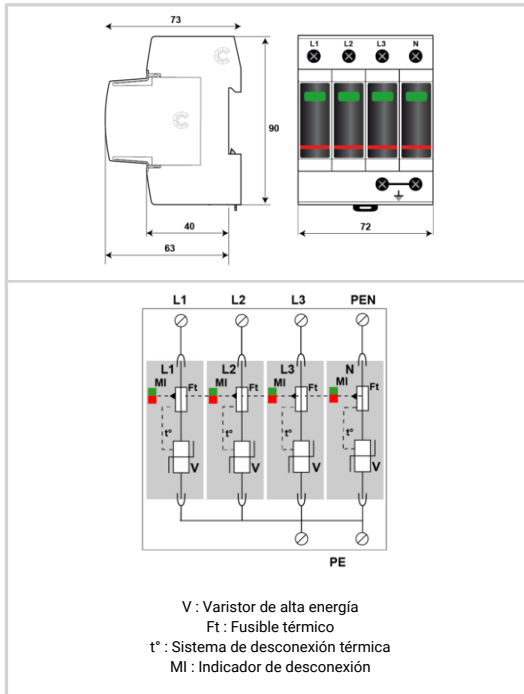 73
L1 L2 L3 N
90
40
63
72
L1 L2 L3 PEN
L1 L2 L3 N
MI MI MI MI
Ft Ft Ft Ft
t° t° t° t°
V V V V
PE
V : Varistor de alta energía
Ft : Fusible térmico
t° : Sistema de desconexión térmica
MI : Indicador de desconexión